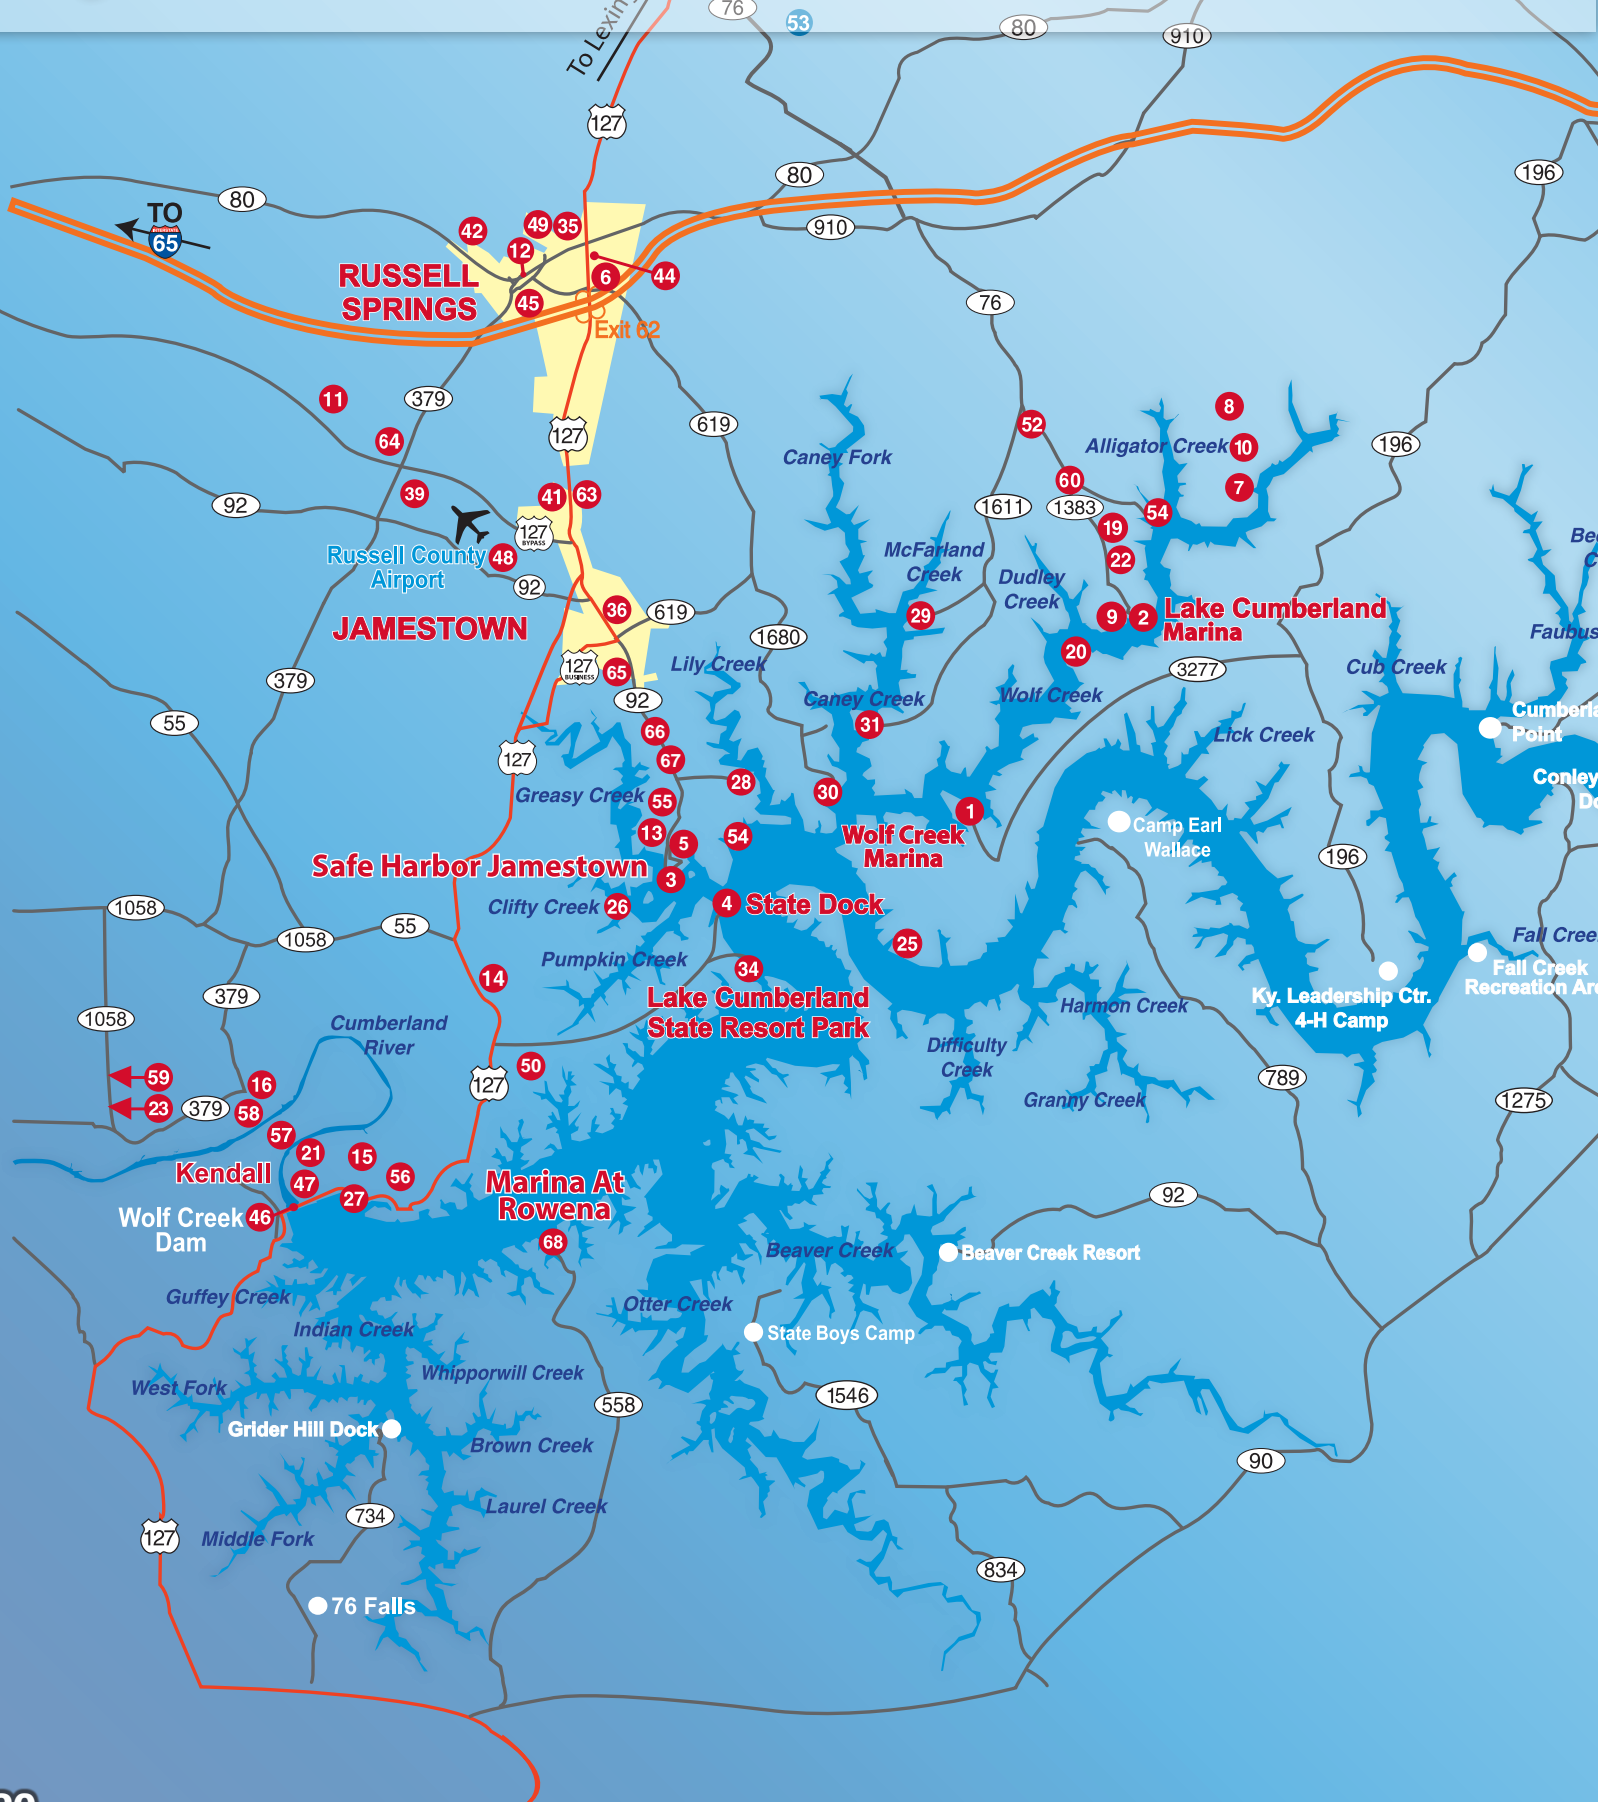 76
53
80
910
To Lexing
127
196
80
80
TO
INTERSTATE
65
42
49
35
12
910
RUSSELL
SPRINGS
6
44
45
Exit 62
76
11
379
8
619
52
127
64
Alligator Creek
10
196
Caney Fork
60
7
39
41
63
92
1611
1383
54
19
127
BYPASS
Russell County
Airport
48
McFarland
Creek
22
Dudley
Creek
92
36
619
29
9
2
Lake Cumberland
Marina
JAMESTOWN
1680
Faubus
20
127
BUSINESS
65
Lily Creek
3277
Cub Creek
379
92
Caney Creek
Wolf Creek
55
31
Cumberla
Point
66
Lick Creek
127
67
28
Conley
Do
Greasy Creek
55
30
1
13
54
Wolf Creek
Marina
Camp Earl
Wallace
5
196
Safe Harbor Jamestown
3
1058
Clifty Creek
26
4
State Dock
55
1058
25
Fall Cree
Pumpkin Creek
34
14
Fall Creek
Recreation Are
379
Lake Cumberland
State Resort Park
Ky. Leadership Ctr.
4-H Camp
1058
Cumberland
River
Harmon Creek
Difficulty
Creek
50
59
16
127
789
23
379
58
Granny Creek
1275
57
21
15
Kendall
47
56
Marina At
Rowena
27
92
Wolf Creek
Dam
46
68
Beaver Creek
Beaver Creek Resort
Guffey Creek
Otter Creek
Indian Creek
State Boys Camp
Whipporwill Creek
West Fork
1546
558
Grider Hill Dock
Brown Creek
90
Laurel Creek
734
127
Middle Fork
834
76 Falls